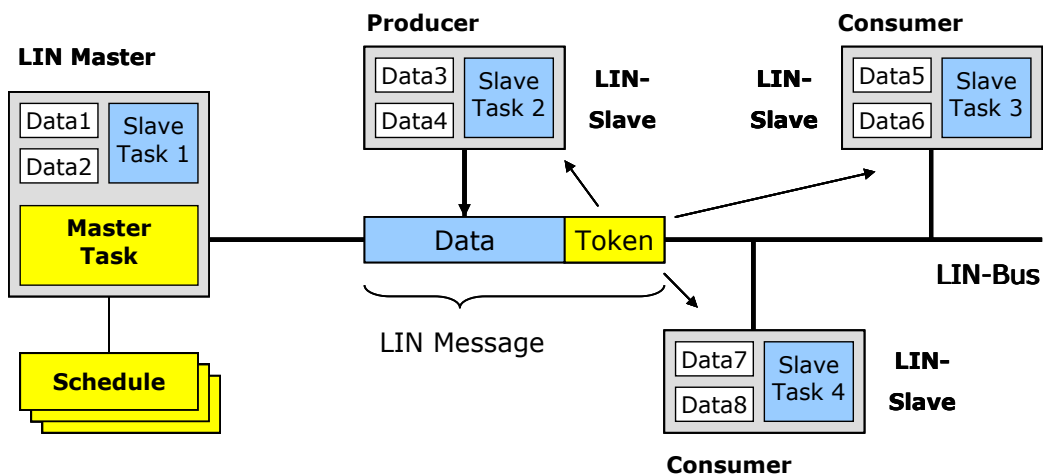 Producer
Consumer
LIN Master
Data1
Data2
Slave
Task 1
Master
Task
Schedule
Data3
Data4
Slave
Task 2
LIN-
Slave
LIN-
Slave
Data5
Data6
Slave
Task 3
Data
Token
LIN-Bus
LIN Message
Data7
Data8
Slave
Task 4
LIN-
Slave
Consumer